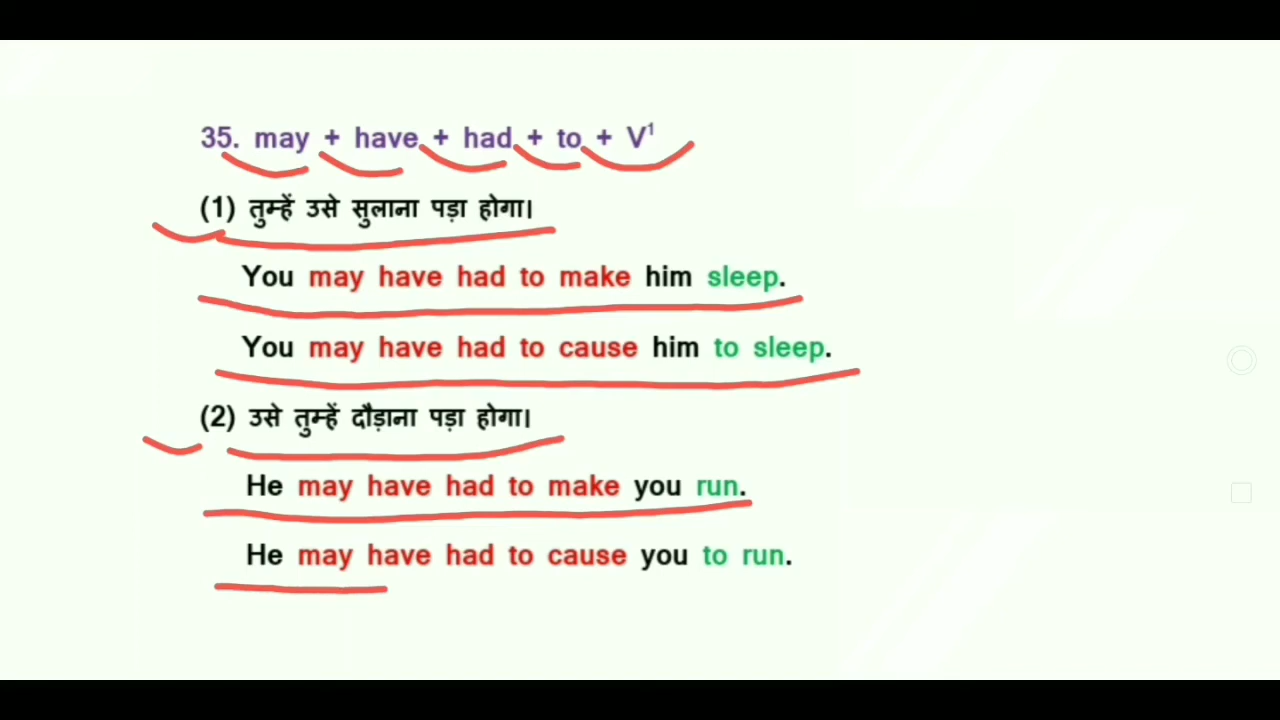 35. may + have + had + to + V¹
(1) तुम्हें उसे सुलाना पड़ा होगा।
You may have had to make him sleep.
You may have had to cause him to sleep.
(2) उसे तुम्हें दौड़ाना पड़ा होगा।
He may have had to make you run.
He may have had to cause you to run.